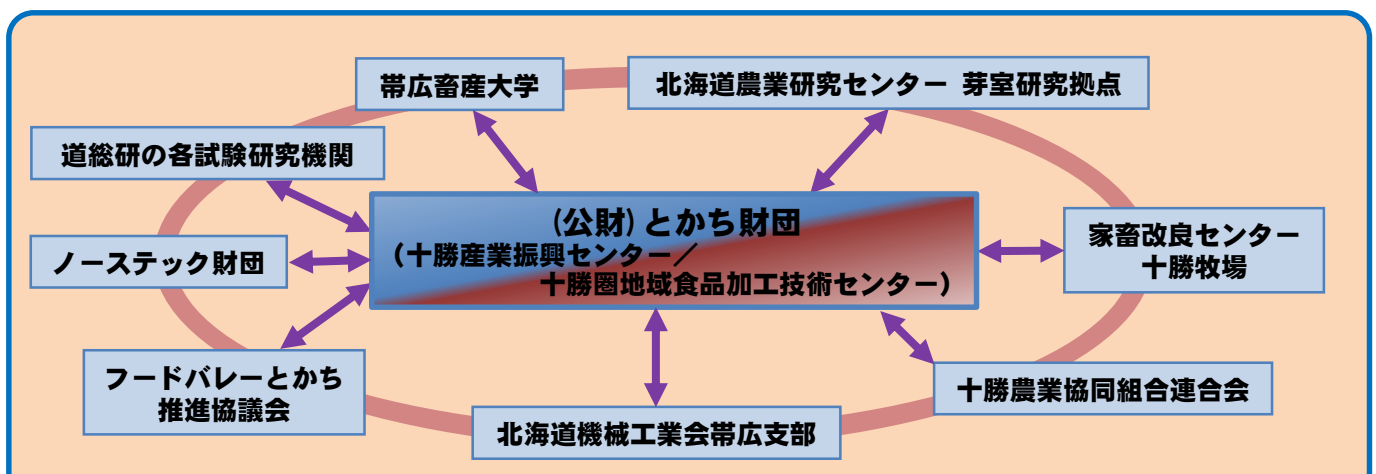 帯広畜産大学
北海道農業研究センター 芽室研究拠点
道総研の各試験研究機関
(公財)とかち財団
(十勝産業振興センター／
十勝圏地域食品加工技術センター)
ノーステック財団
家畜改良センター
十勝牧場
フードバレーとかち
推進協議会
十勝農業協同組合連合会
北海道機械工業会帯広支部